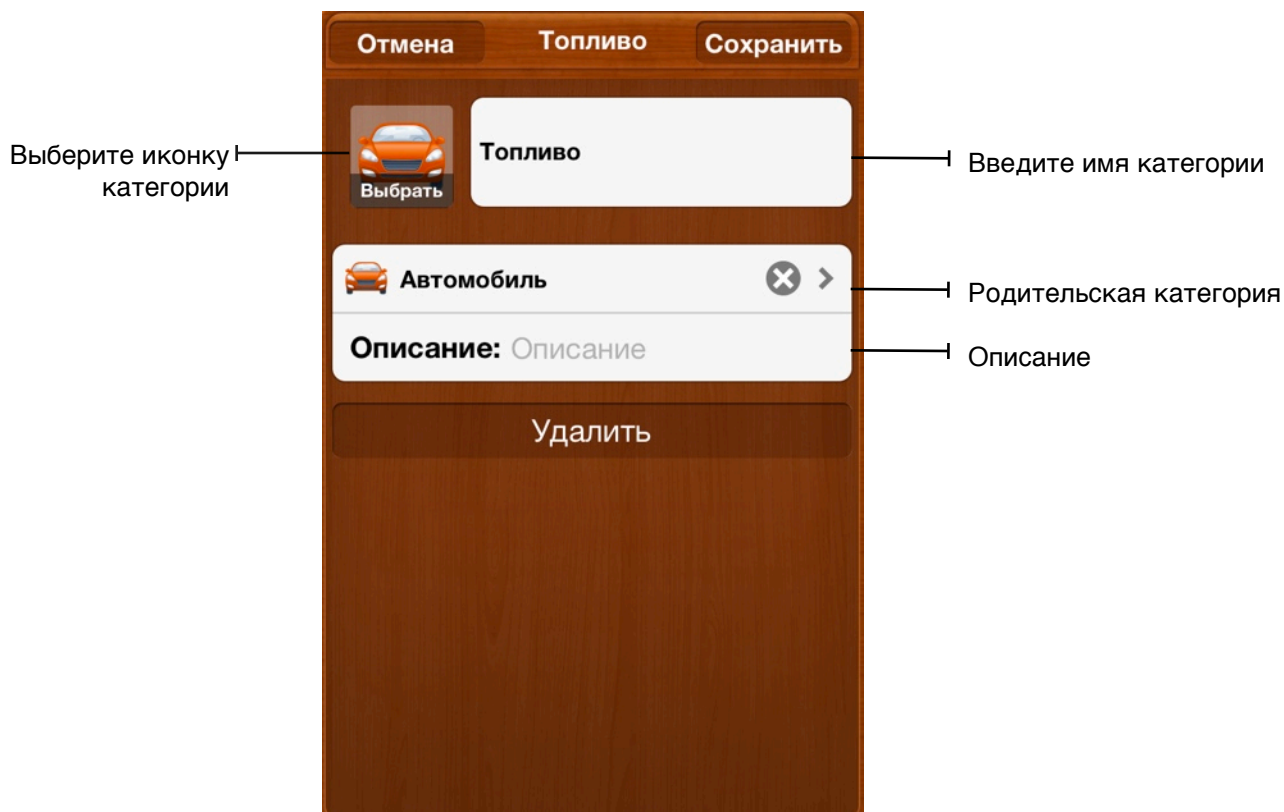 Отмена
Топливо
Сохранить
Выберите иконку
категории
Выбрать
Топливо
Введите имя категории
Автомобиль
Родительская категория
Описание: Описание
Описание
Удалить